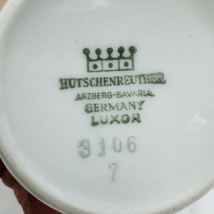 HUTSCHENREUTHER
ARZBERG-BAVARIA
GERMANY
LUXOR
3106
7